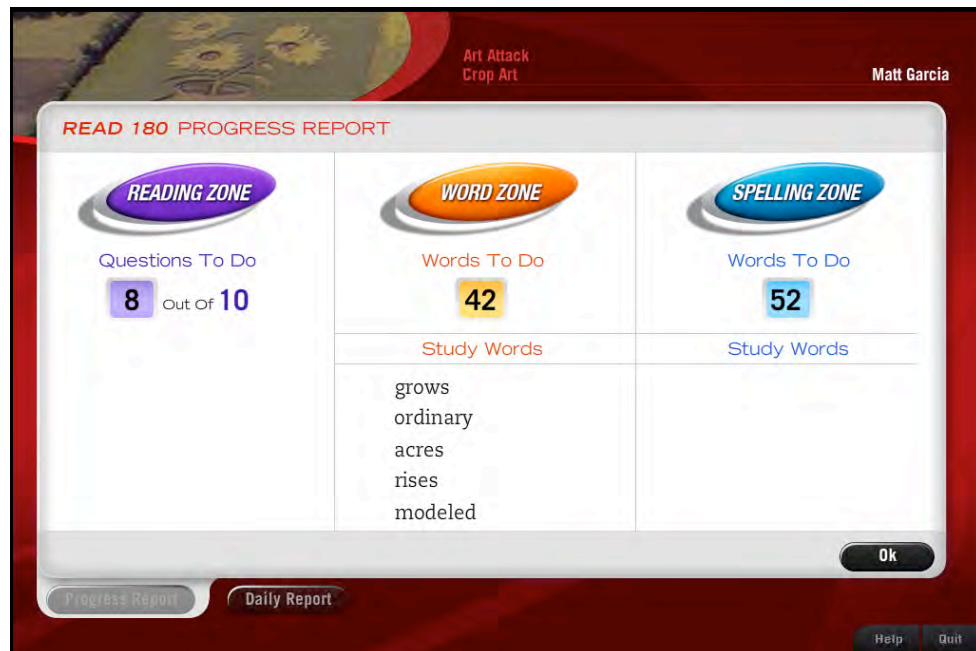 Art Attack
Crop Art
Matt Garcia
READ 180 PROGRESS REPORT
READING ZONE
Questions To Do
8 Out Of 10
WORD ZONE
Words To Do
42
Study Words
grows
ordinary
acres
rises
modeled
SPELLING ZONE
Words To Do
52
Study Words
Ok
Progress Report
Daily Report
Help
Quit